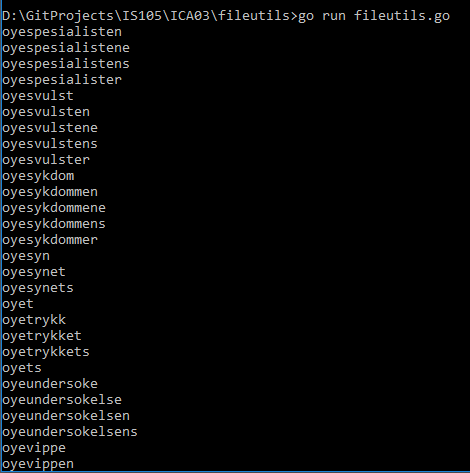 D:\GitProjects\IS105\ICA03\fileutils>go run fileutils.go
oyespesialisten
oyespesialistene
oyespesialistens
oyespesialister
oyesvulst
oyesvulsten
oyesvulstene
oyesvulstens
oyesvulster
oyesykdom
oyesykdommen
oyesykdommene
oyesykdommens
oyesykdommer
oyesyn
oyesynet
oyesynets
oyet
oyetrykk
oyetrykket
oyetrykkets
oyets
oyeundersoke
oyeundersokelse
oyeundersokelsen
oyeundersokelsens
oyevippe
oyevippen